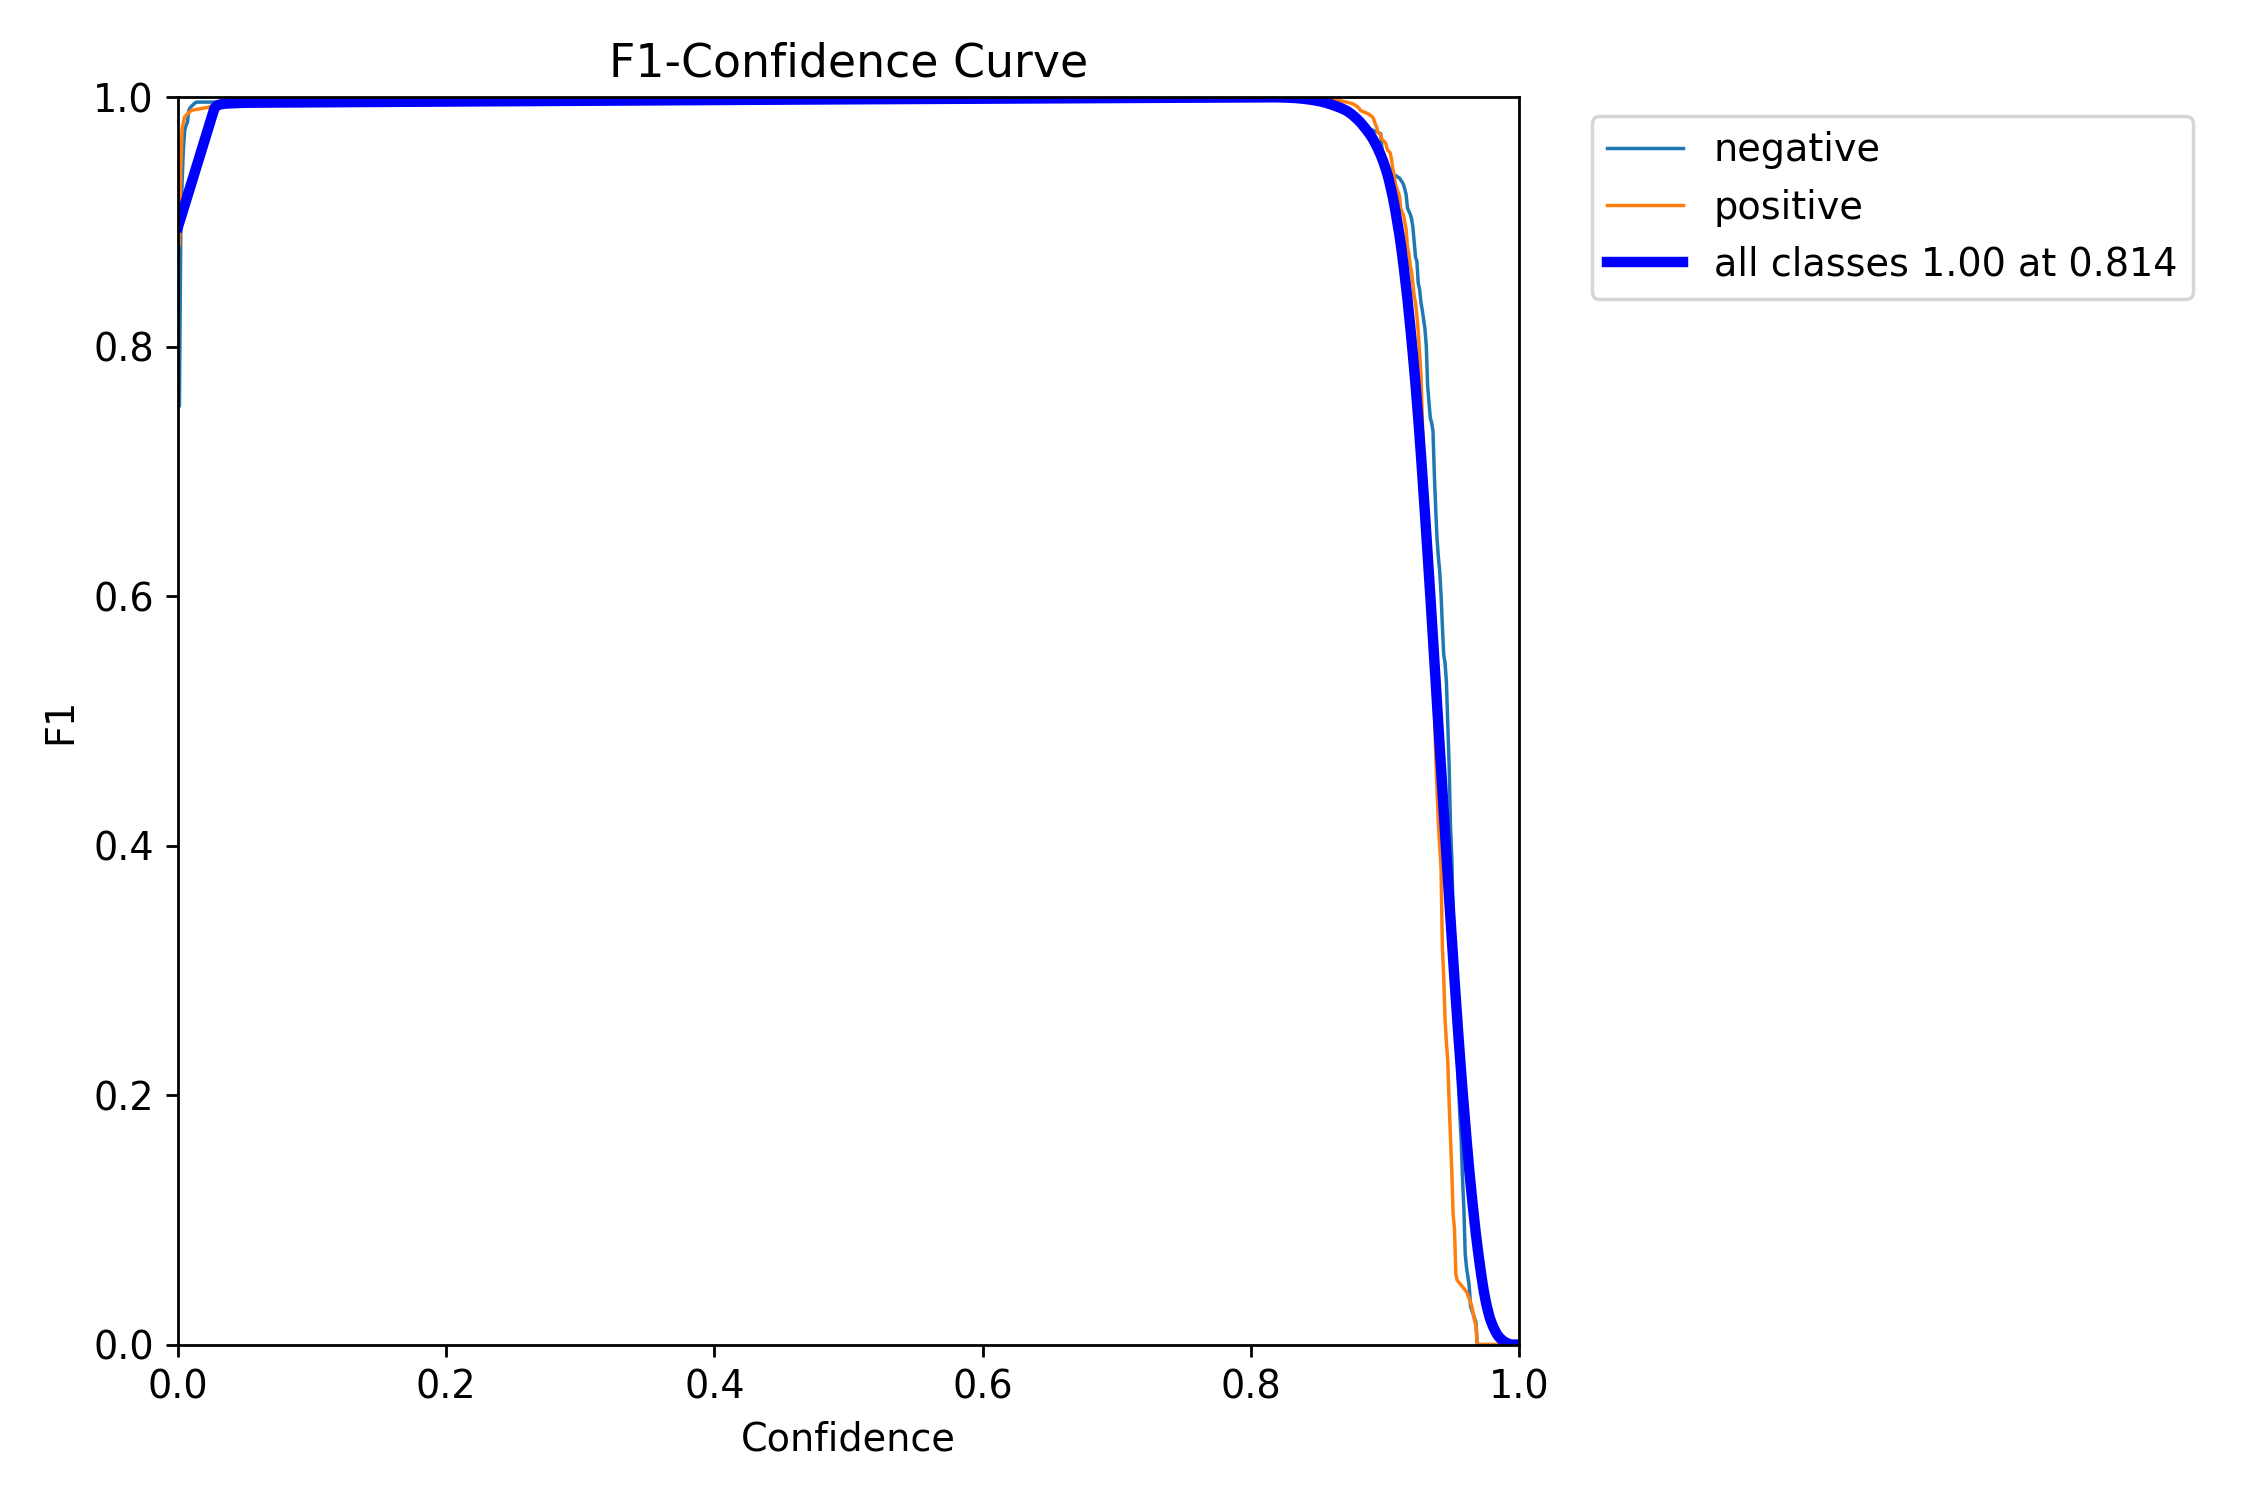 F1-Confidence Curve
1.0
0.8
0.6
0.4
0.2
0.0
F1
0.0 0.2 0.4 0.6 0.8 1.0
Confidence
negative
positive
all classes 1.00 at 0.814